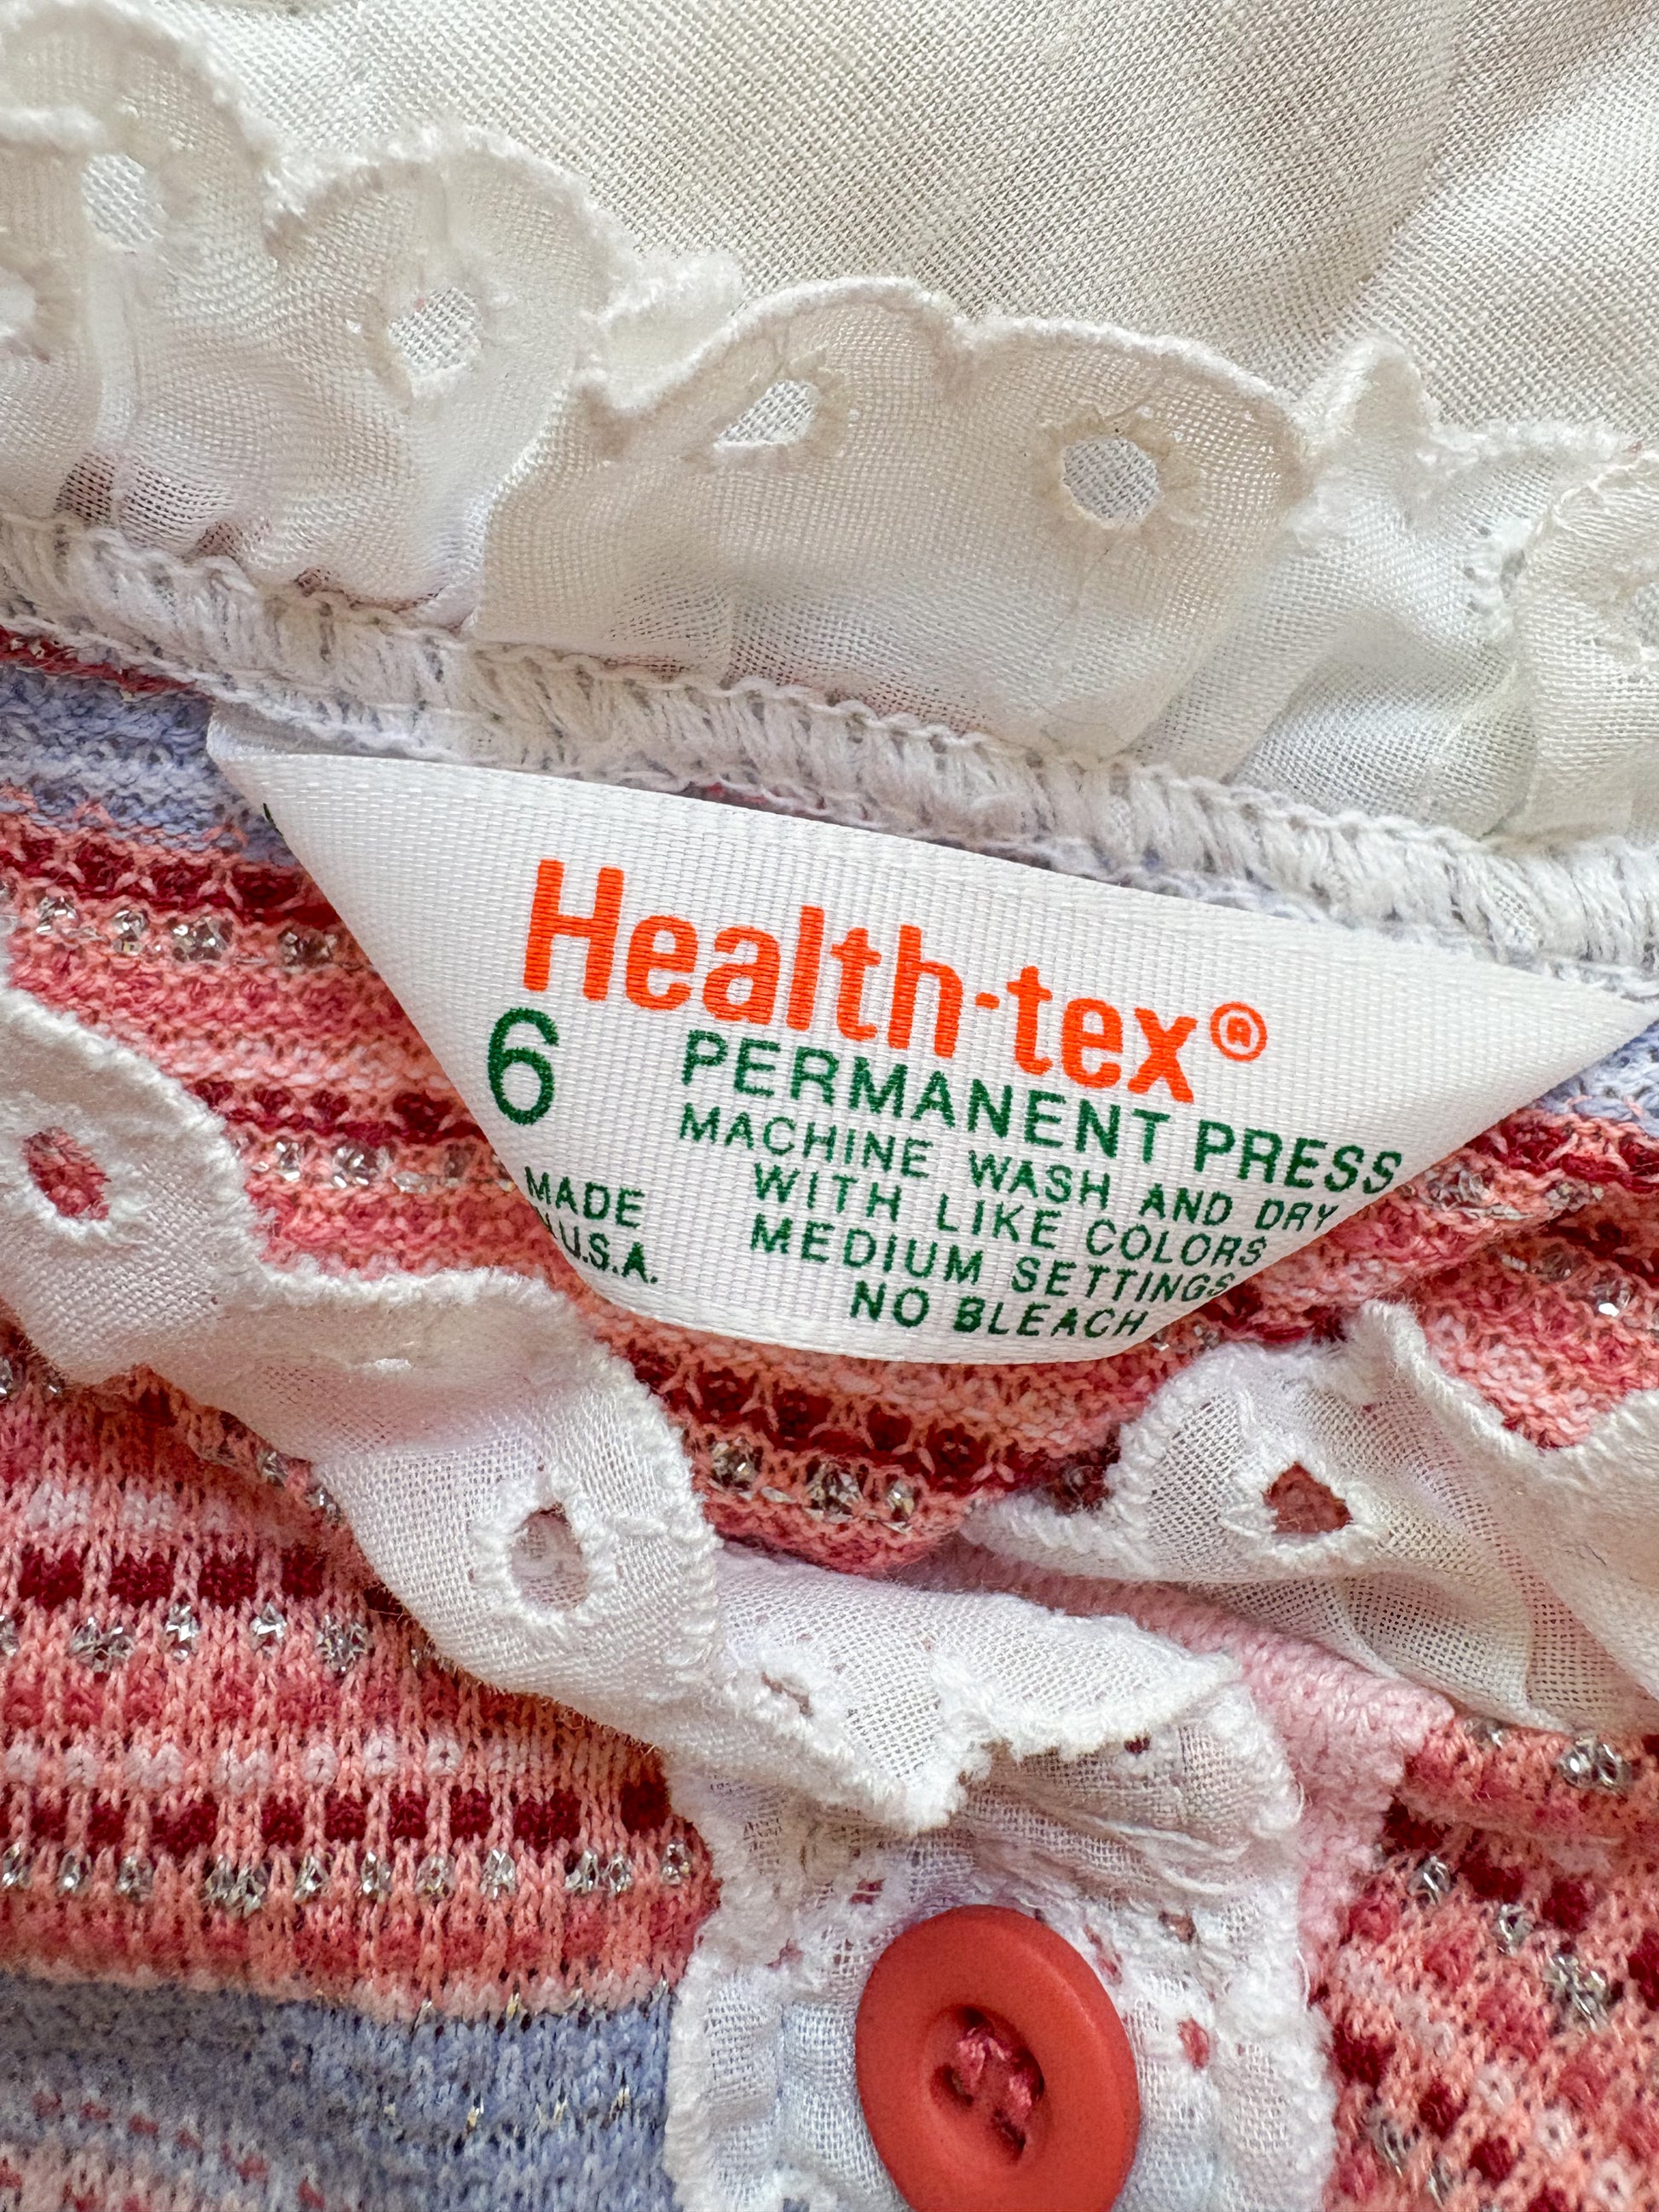 Health-tex®
6 PERMANENT PRESS
MACHINE WASH AND DRY
WITH LIKE COLORS
MEDIUM SETTINGS
NO BLEACH
MADE
U.S.A.